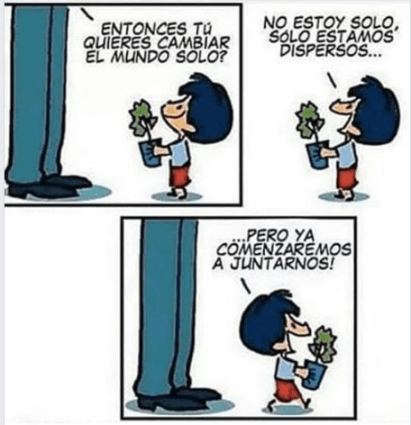 ENTONCES TÚ
QUIERES CAMBIAR
EL MUNDO SOLO?
NO ESTOY SOLO,
SÓLO ESTAMOS
DISPERSOS...
...PERO YA
COMENZAREMOS
A JUNTARNOS!